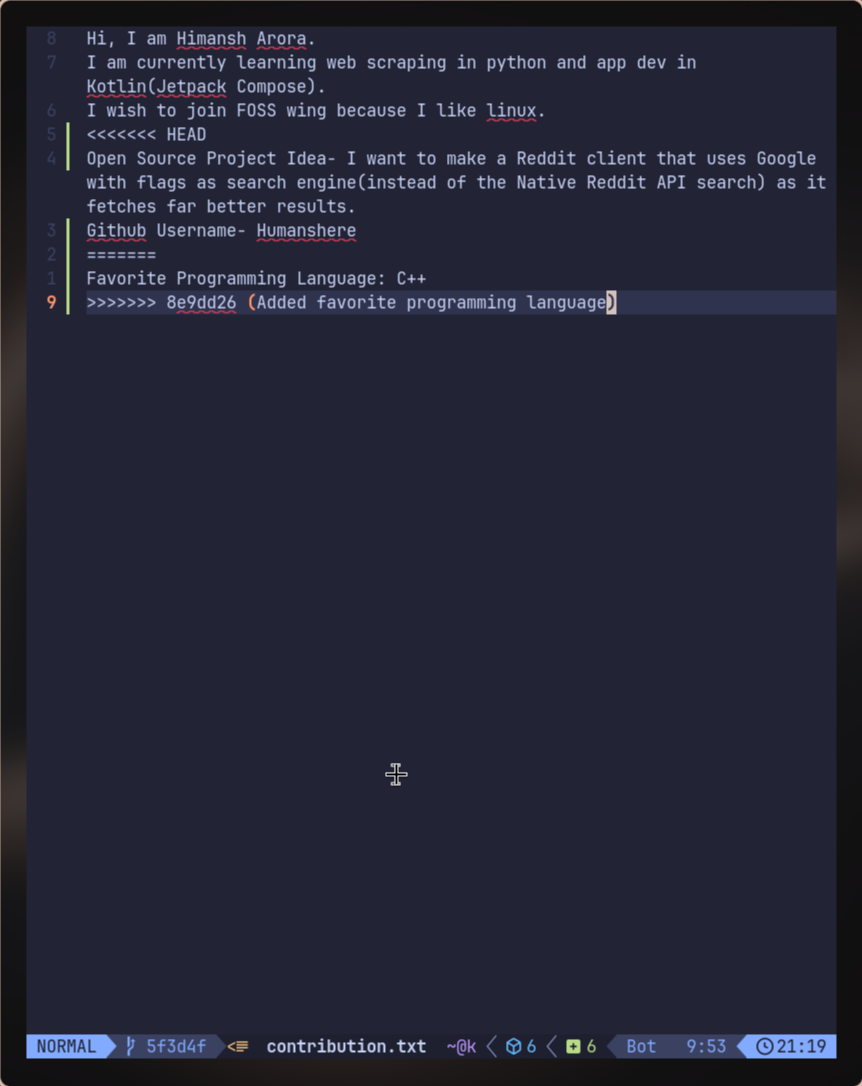 8 Hi, I am Himansh Arora.
7 I am currently learning web scraping in python and app dev in
Kotlin(Jetpack Compose).
6 I wish to join FOSS wing because I like linux.
5 <<<<<<< HEAD
4 Open Source Project Idea- I want to make a Reddit client that uses Google
with flags as search engine(instead of the Native Reddit API search) as it
fetches far better results.
3 Github Username- Humanshere
2 =======
1 Favorite Programming Language: C++
9 >>>>>>> 8e9dd26 (Added favorite programming language)
NORMAL 5f3d4f contribution.txt ~@k 6 6 Bot 9:53 21:19